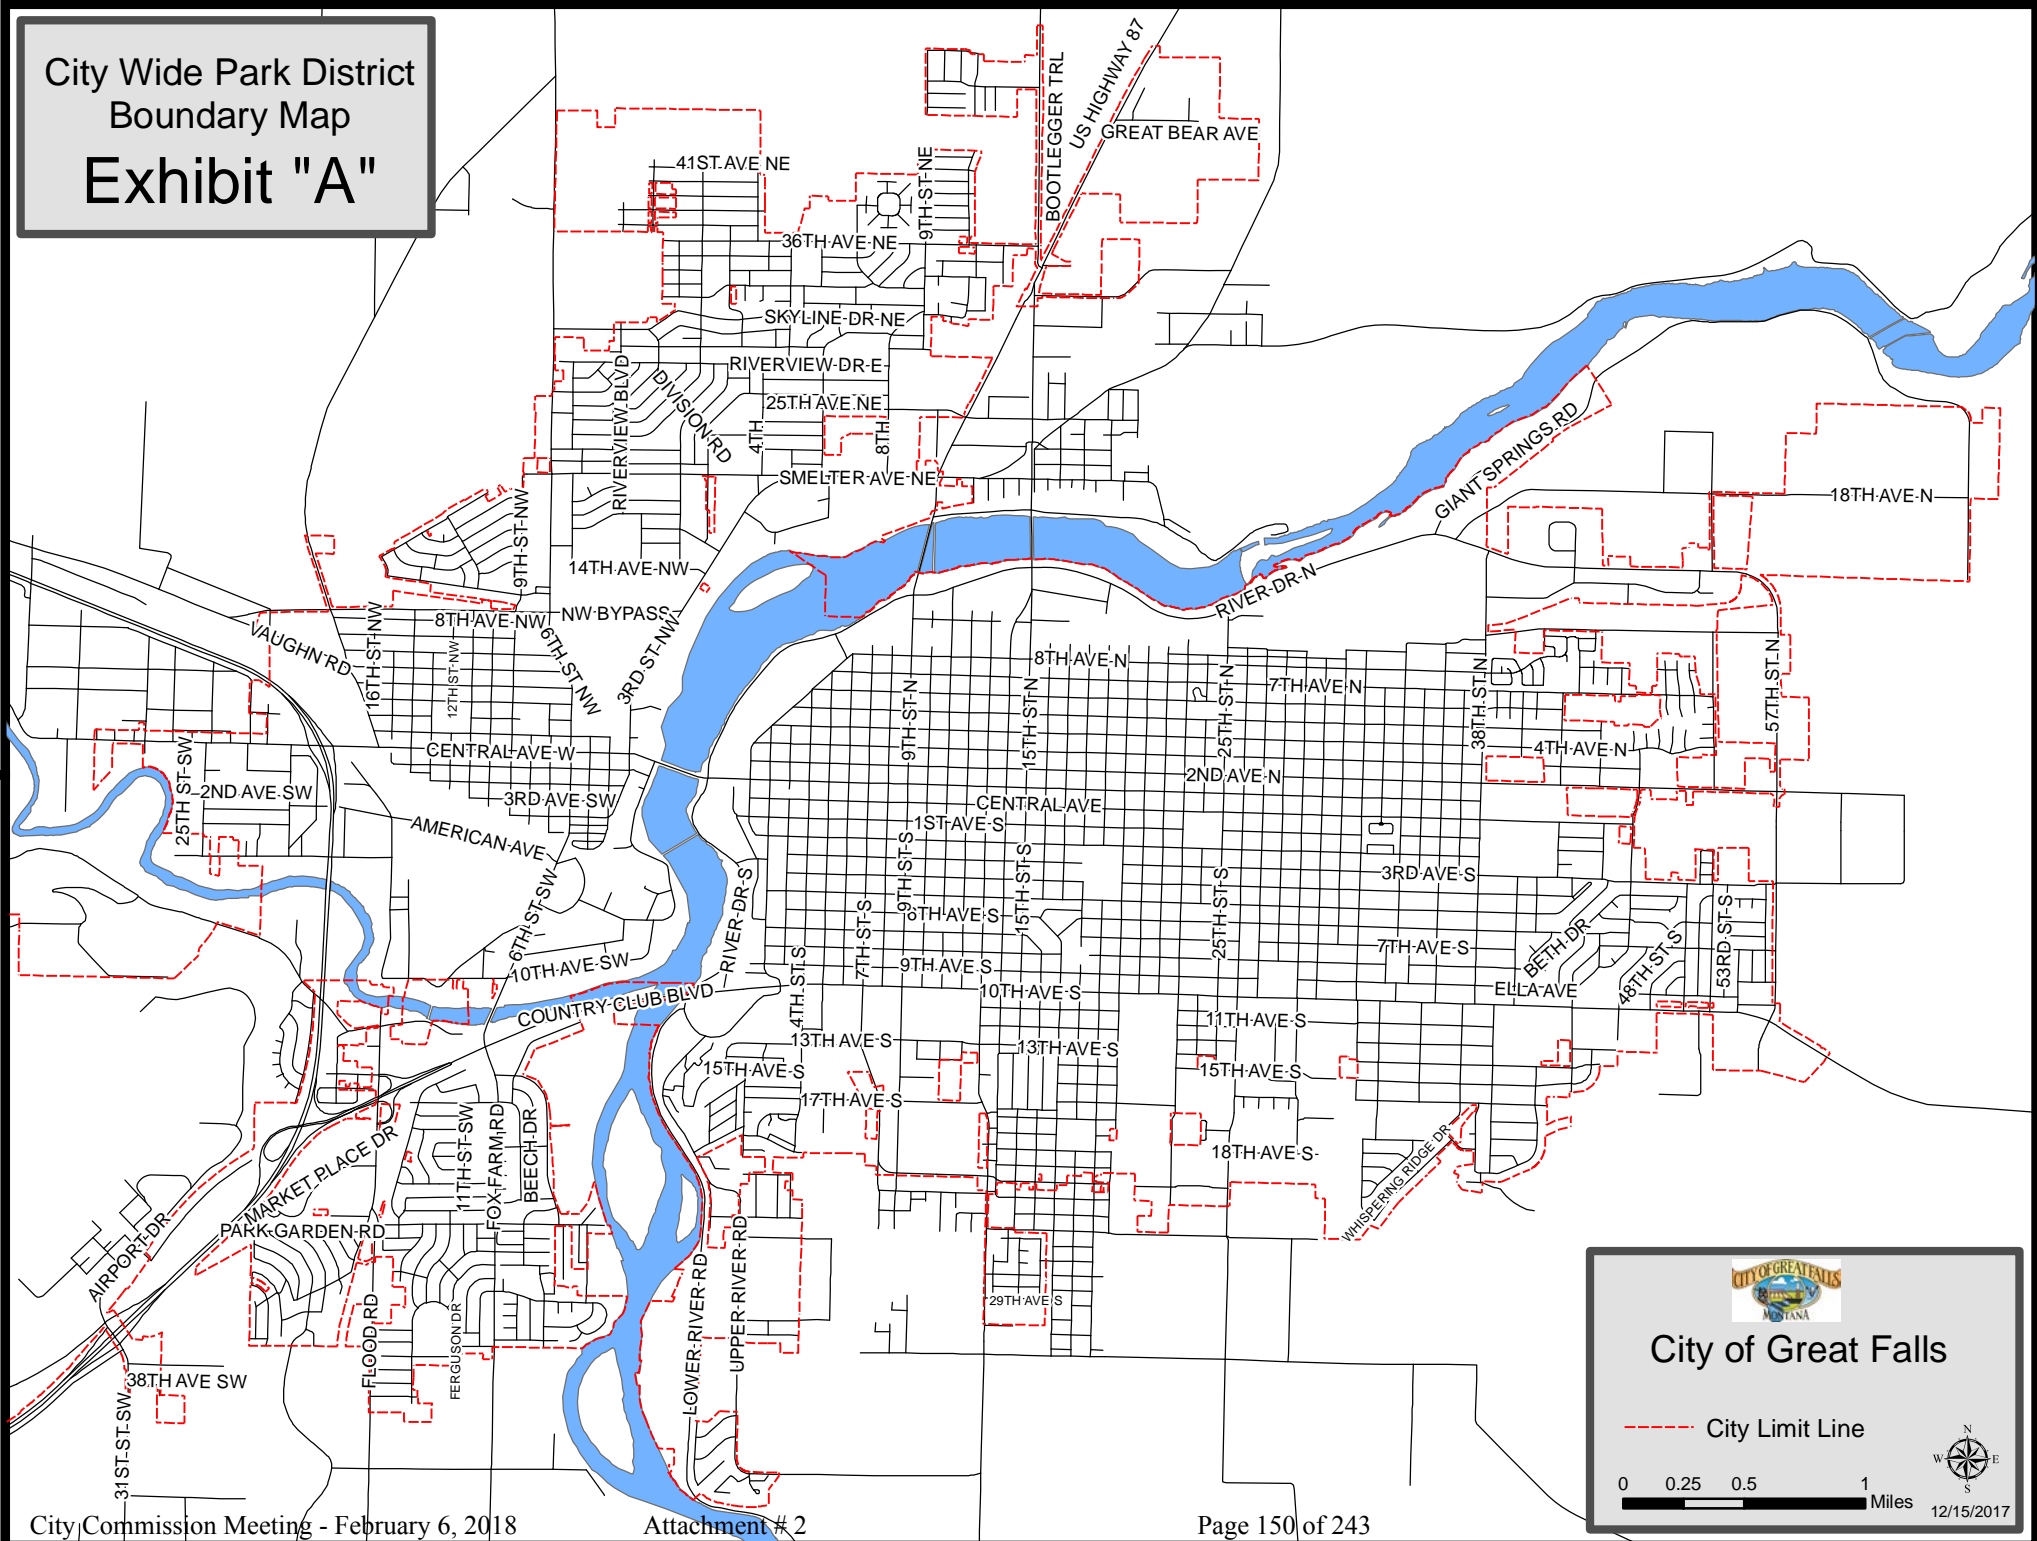 City Wide Park District
Boundary Map
Exhibit "A"
BOOTLEGGER TRL
US HIGHWAY 87
GREAT BEAR AVE
41ST AVE NE
9TH ST NE
36TH AVE NE
SKYLINE DR NE
RIVERVIEW DR E
RIVERVIEW BLVD
DIVISION RD
25TH AVE NE
4TH
8TH
SMELTER AVE NE
GIANT SPRINGS RD
18TH AVE N
9TH ST NW
14TH AVE NW
RIVER DR N
NW BYPASS
8TH AVE NW
6TH ST NW
3RD ST NW
VAUGHN RD
16TH ST NW
12TH ST NW
8TH AVE N
7TH AVE N
9TH ST N
15TH ST N
25TH ST N
38TH ST N
57TH ST N
4TH AVE N
CENTRAL AVE W
25TH ST SW
2ND AVE SW
3RD AVE SW
2ND AVE N
CENTRAL AVE
1ST AVE S
AMERICAN AVE
3RD AVE S
RIVER DR S
9TH ST S
15TH ST S
25TH ST S
6TH AVE S
7TH ST S
6TH ST SW
7TH AVE S
BETH DR
48TH ST S
53RD ST S
10TH AVE SW
9TH AVE S
10TH AVE S
ELLA AVE
COUNTRY CLUB BLVD
4TH ST S
11TH AVE S
13TH AVE S
13TH AVE S
15TH AVE S
15TH AVE S
17TH AVE S
18TH AVE S
WHISPERING RIDGE DR
11TH ST SW
FOX FARM RD
BEECH DR
MARKET PLACE DR
PARK GARDEN RD
AIRPORT DR
UPPER RIVER RD
LOWER RIVER RD
29TH AVE S
FLOOD RD
FERGUSON DR
38TH AVE SW
31ST ST SW
CITY OF GREAT FALLS
MONTANA
City of Great Falls
City Limit Line
N
W E
S
0 0.25 0.5 1
Miles
12/15/2017
City Commission Meeting - February 6, 2018
Attachment # 2
Page 150 of 243